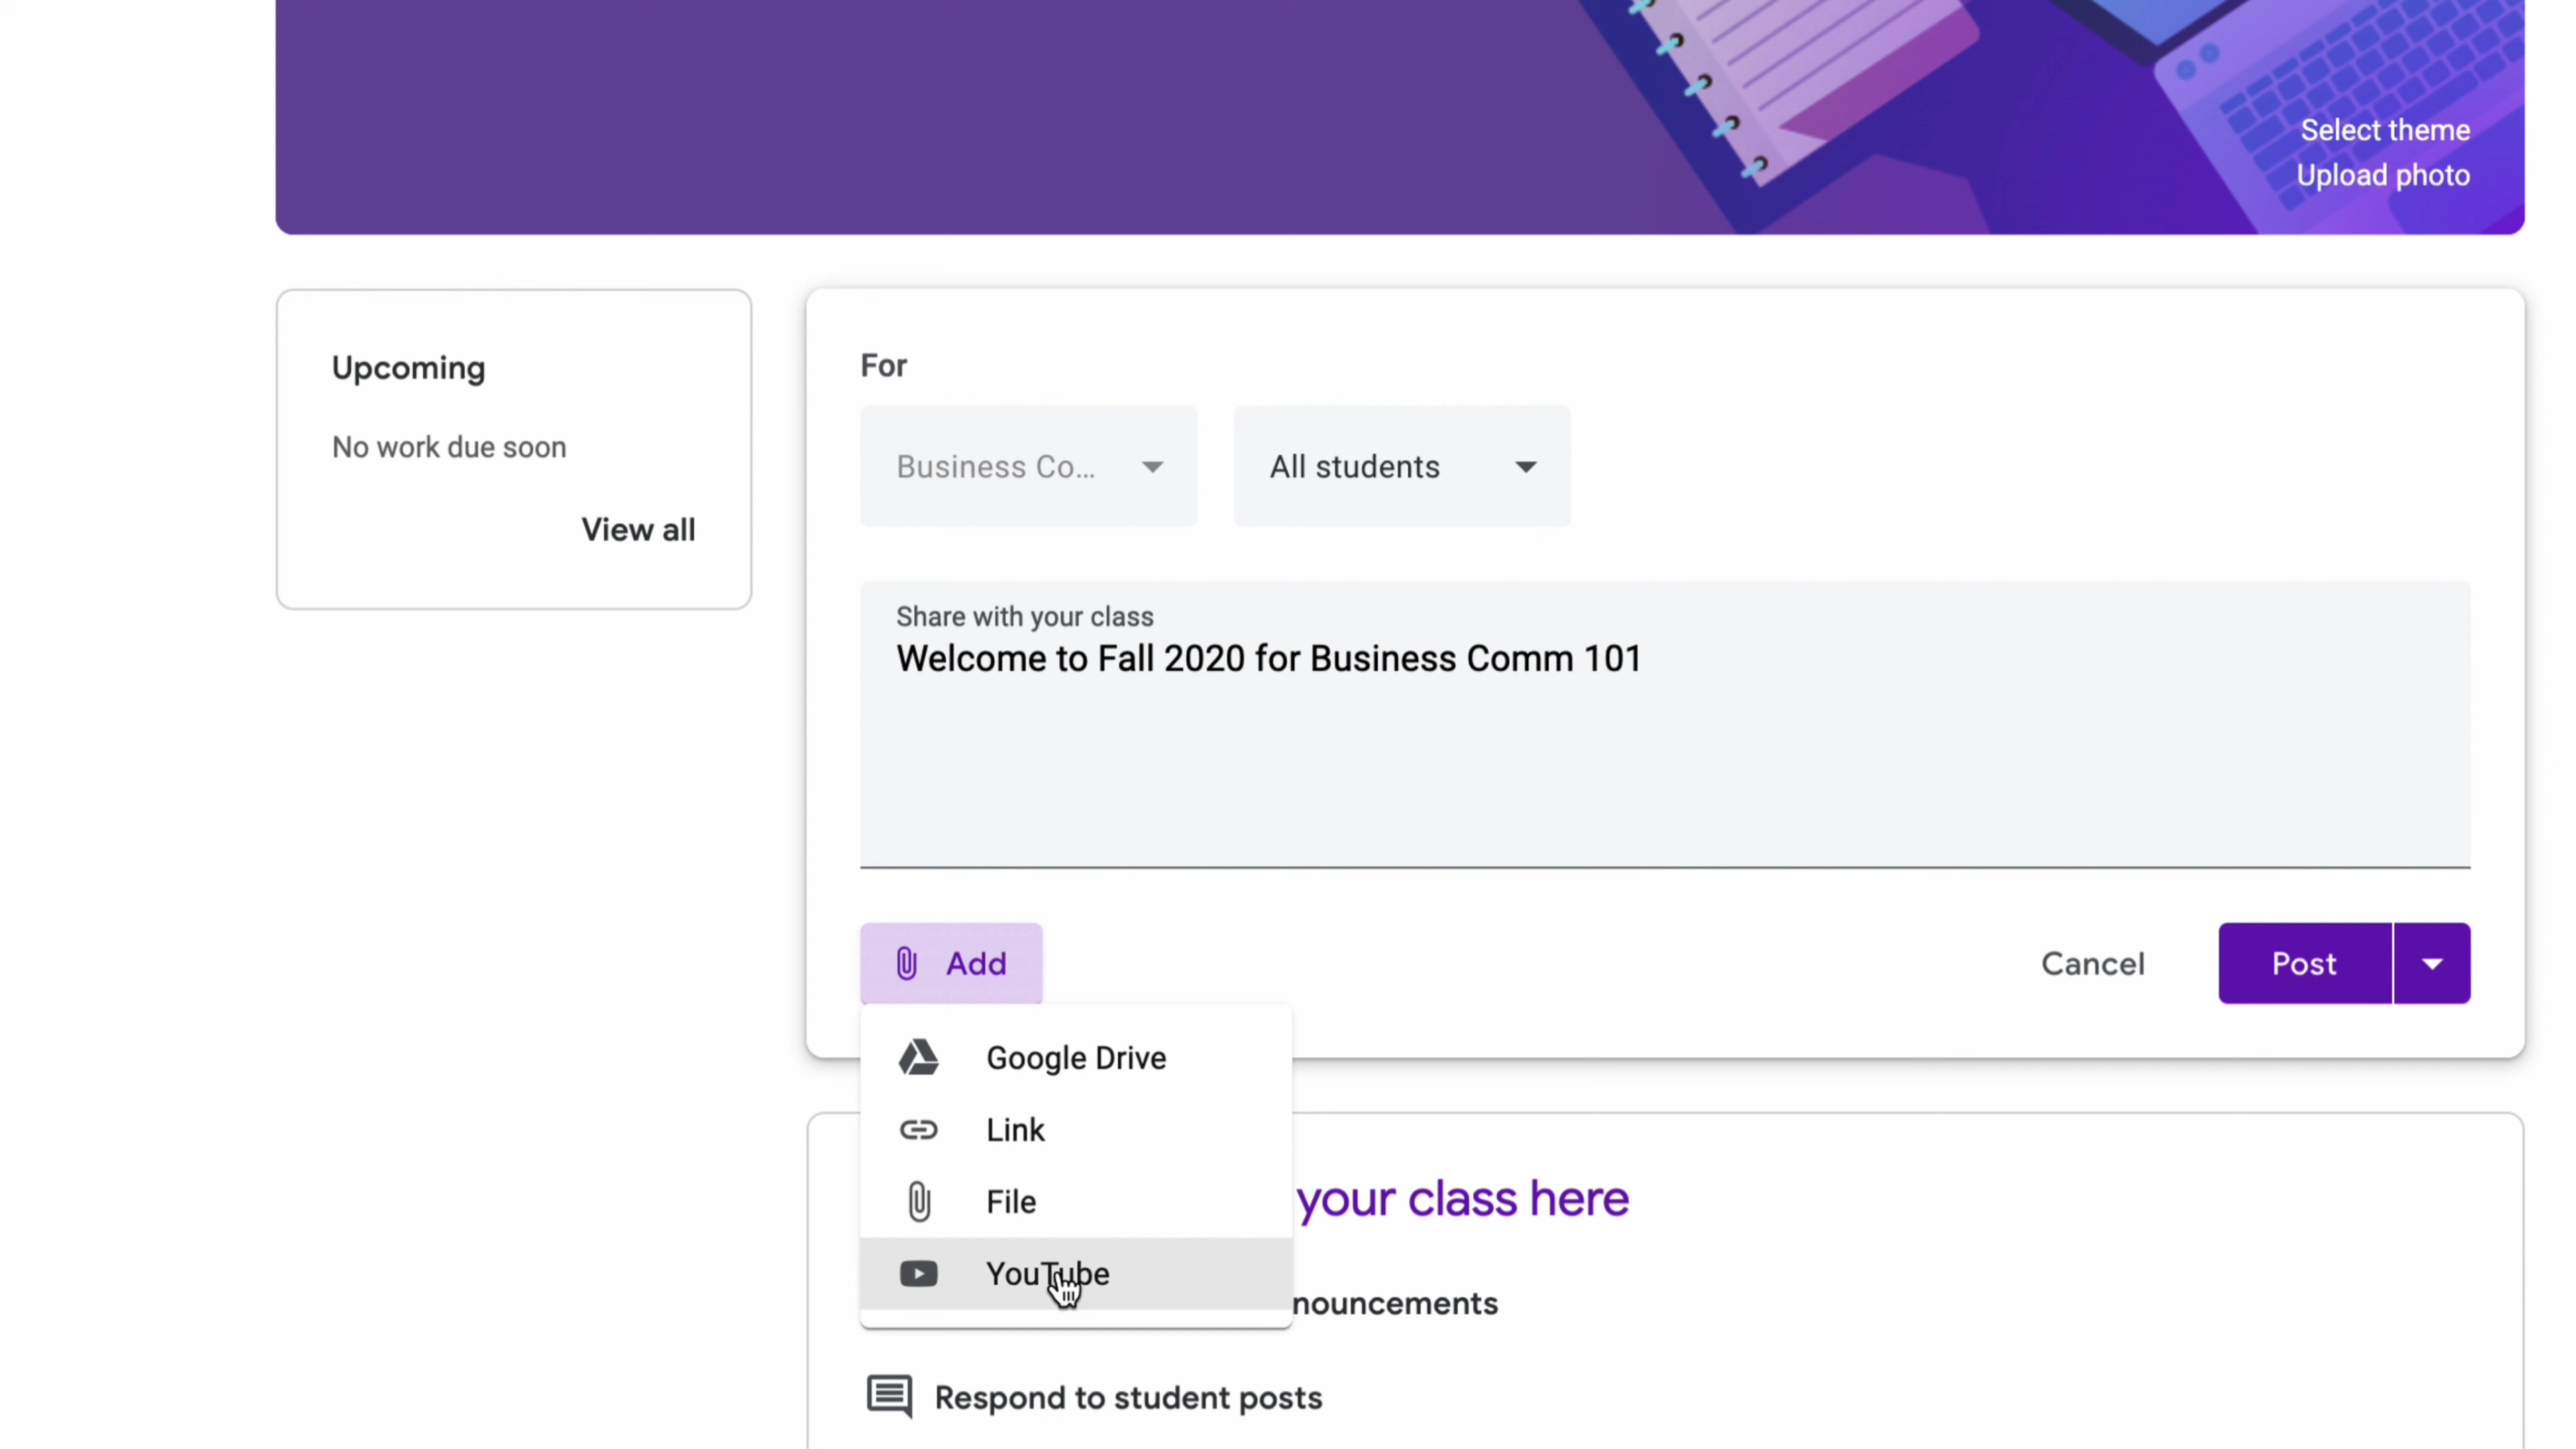 Select theme
Upload photo
Upcoming
No work due soon
View all
For
Business Co...
All students
Share with your class
Welcome to Fall 2020 for Business Comm 101
Add
Cancel
Post
Google Drive
Link
File
YouTube
your class here
nouncements
Respond to student posts